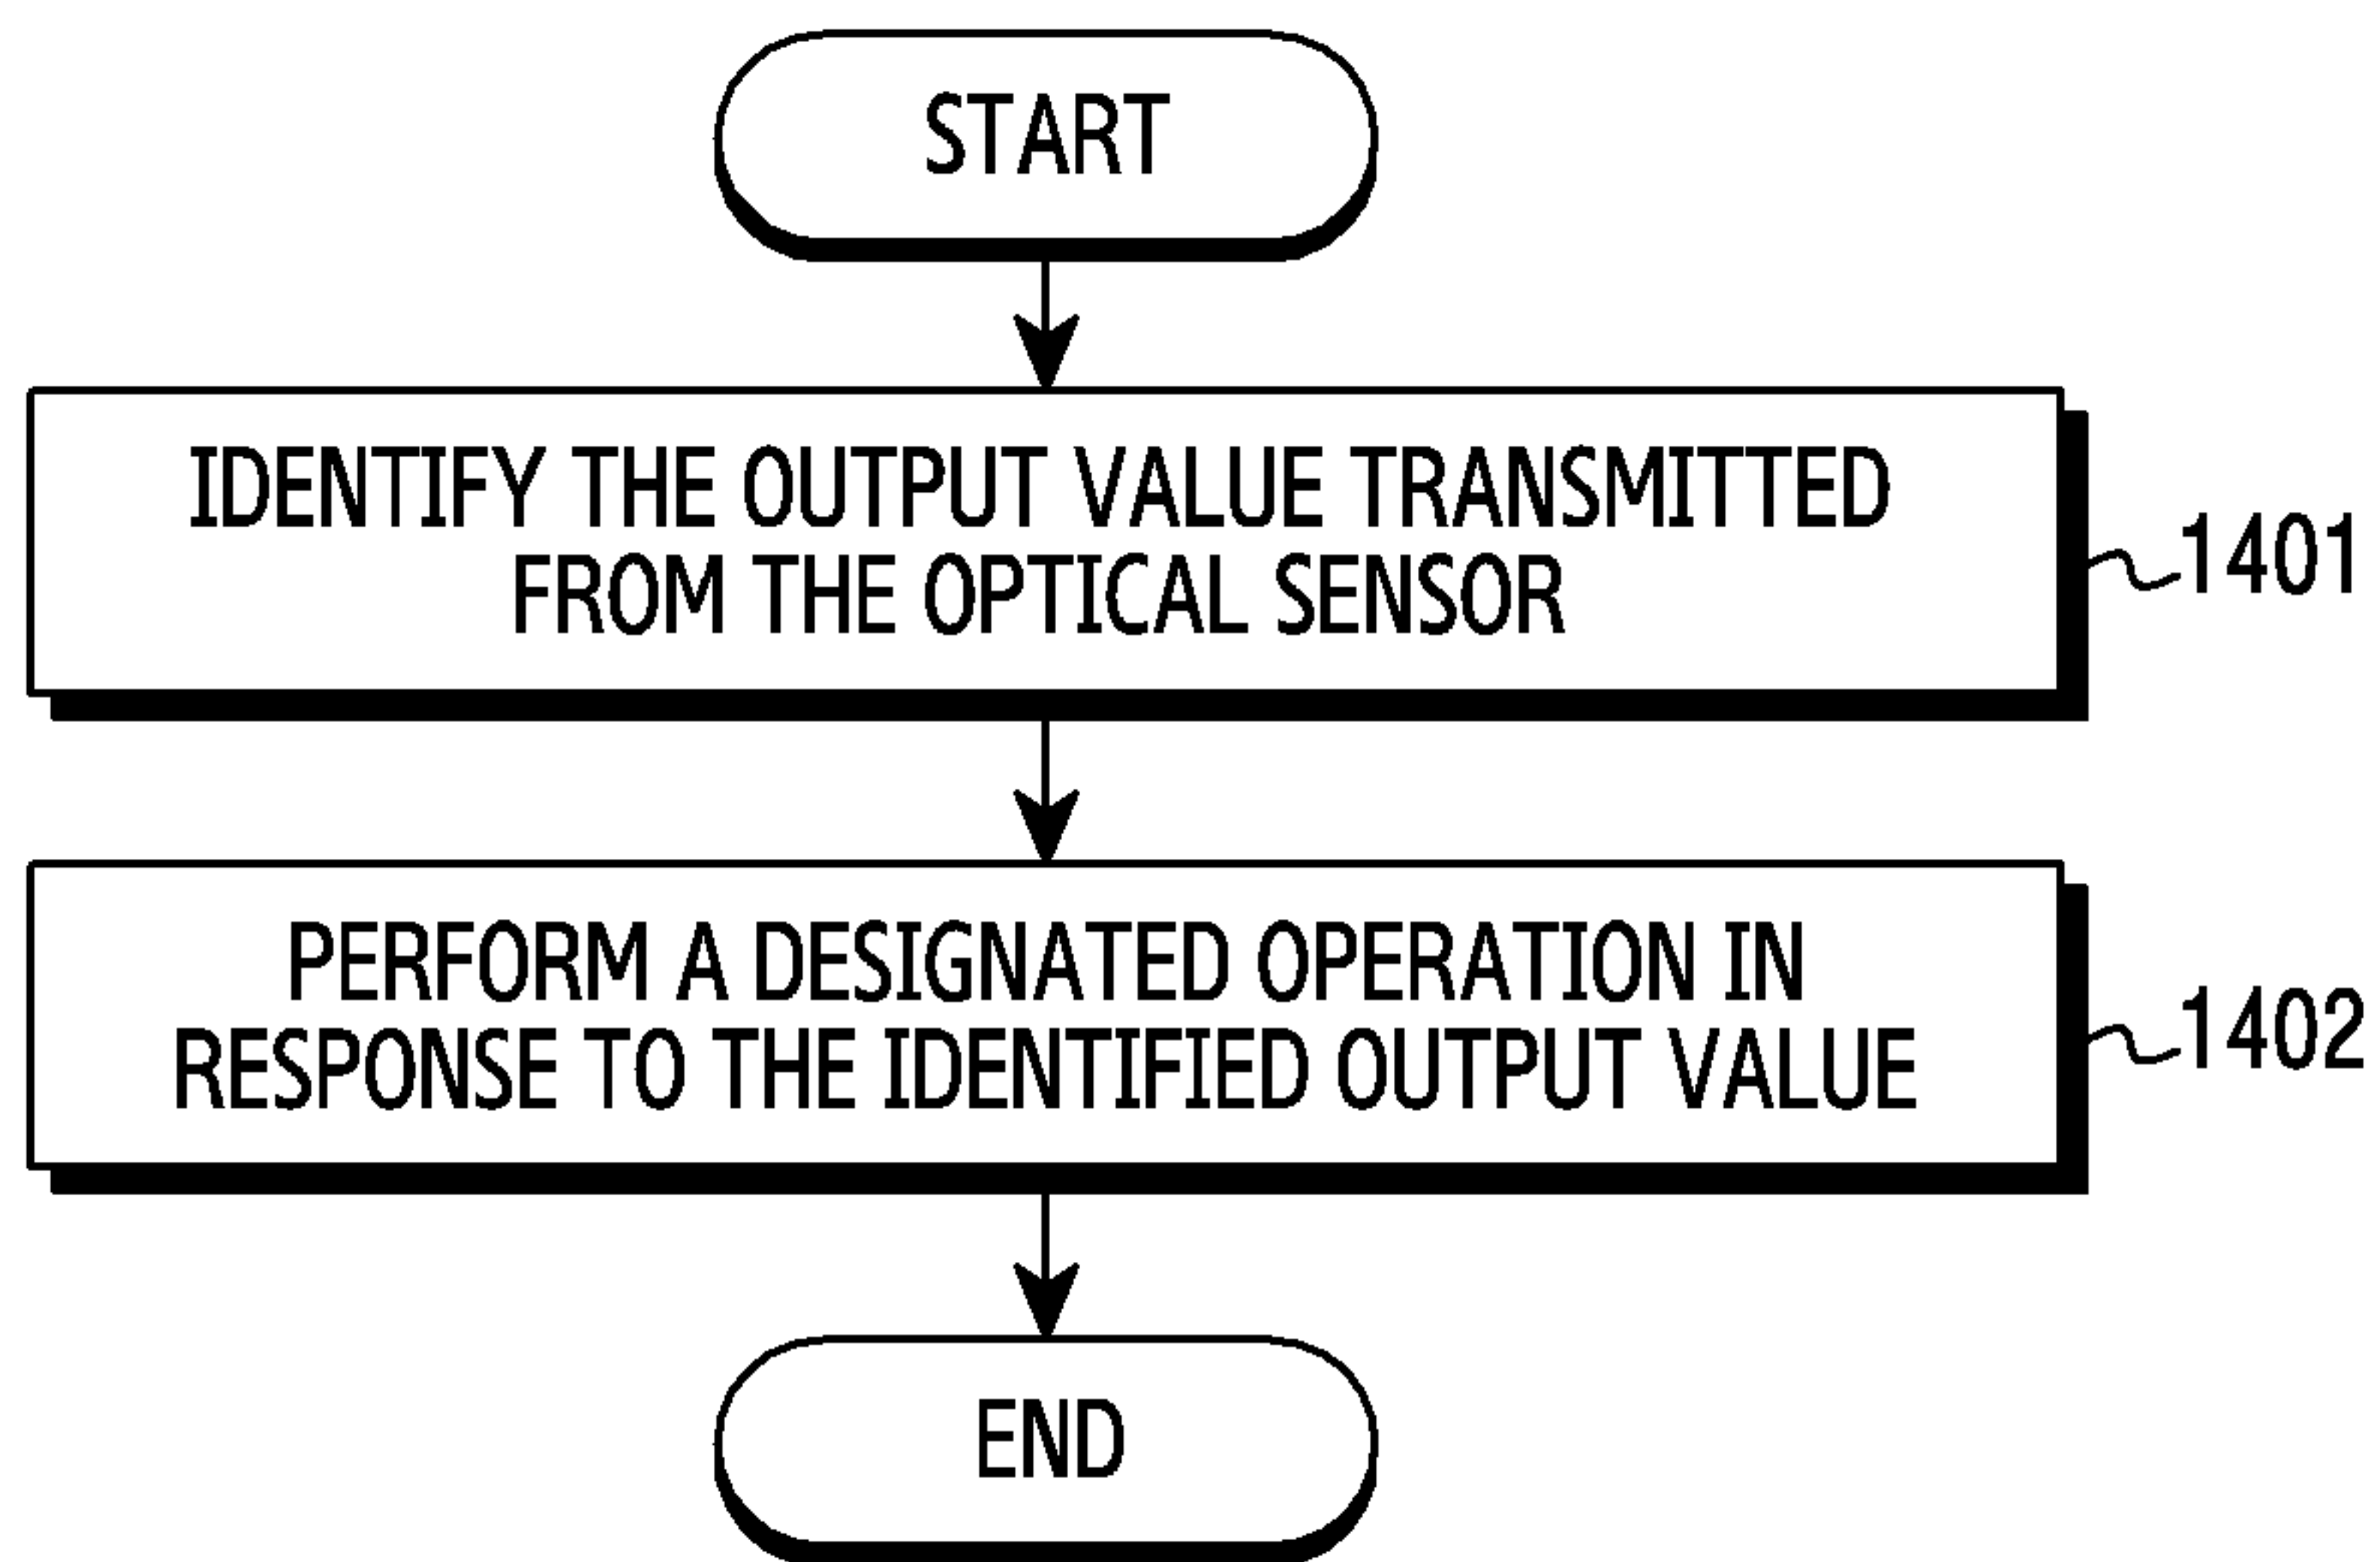 START
IDENTIFY THE OUTPUT VALUE TRANSMITTED
FROM THE OPTICAL SENSOR
1401
PERFORM A DESIGNATED OPERATION IN
RESPONSE TO THE IDENTIFIED OUTPUT VALUE
1402
END